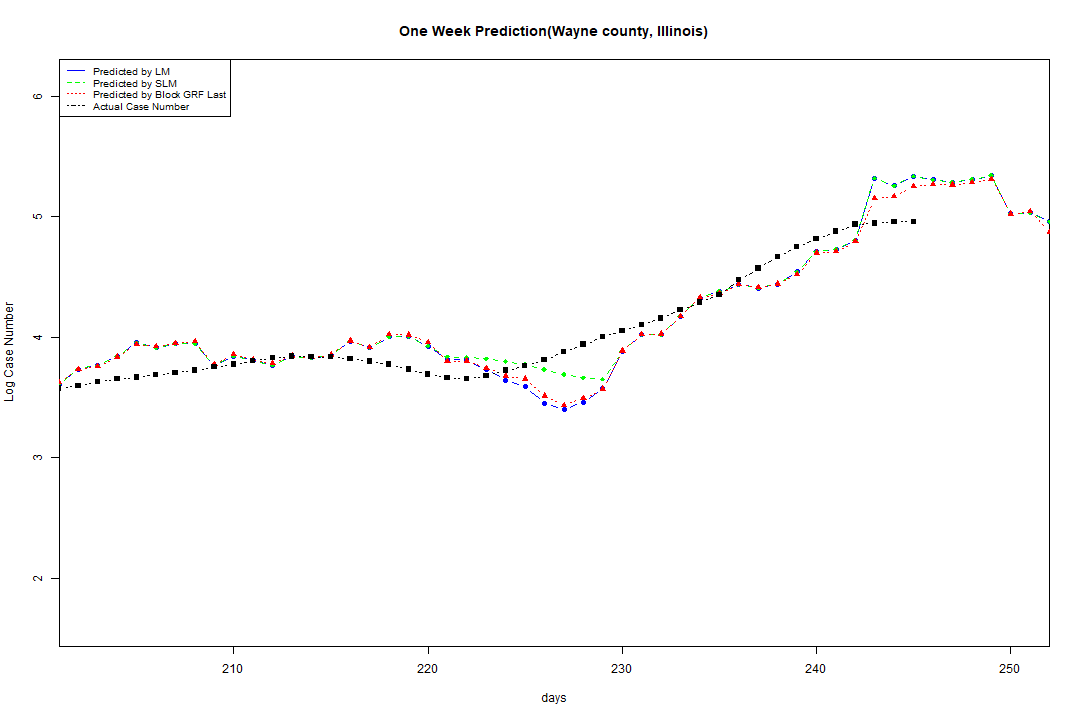 One Week Prediction(Wayne county, Illinois)
Predicted by LM
Predicted by SLM
Predicted by Block GRF Last
Actual Case Number
6
5
4
3
2
Log Case Number
210 220 230 240 250
days